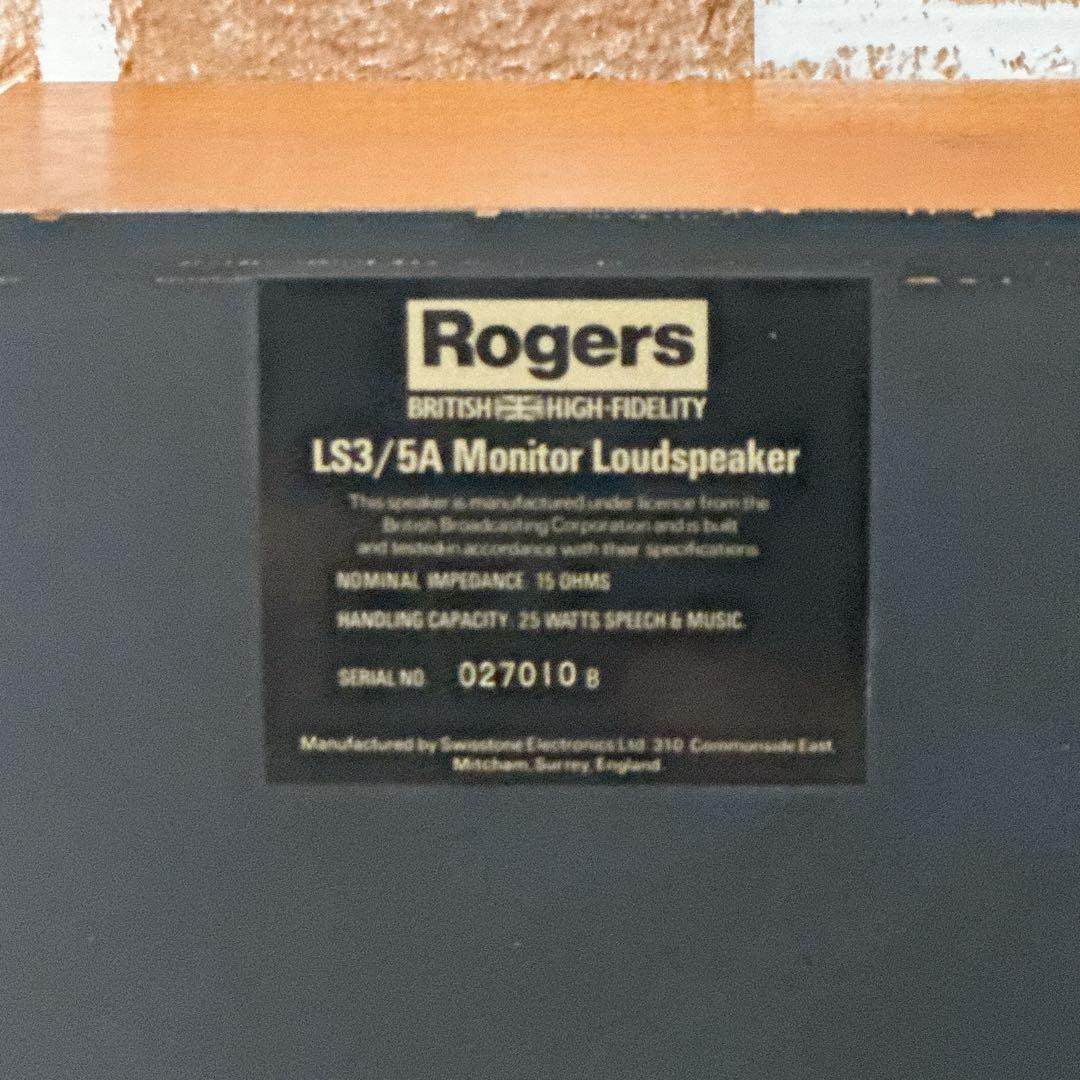 Rogers
BRITISH HIGH-FIDELITY
LS3/5A Monitor Loudspeaker
This speaker is manufactured under licence from the
British Broadcasting Corporation and is built
and tested in accordance with their specifications
NOMINAL IMPEDANCE 15 OHMS
HANDLING CAPACITY 25 WATTS SPEECH & MUSIC.
SERIAL NO. 027010 B
Manufactured by Swisstone Electronics Ltd 310 Commonside East,
Mitcham, Surrey, England